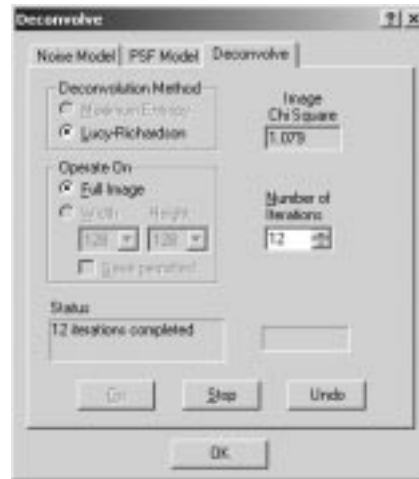 Deconvolve
Noise Model PSF Model Deconvolve
Deconvolution Method
Maximum Entropy
Lucy-Richardson
Image
Chi Square
1.079
Operate On
Full Image
Width Height
128 128
Number of
Iterations
12
Status
12 iterations completed
Go Stop Undo
OK